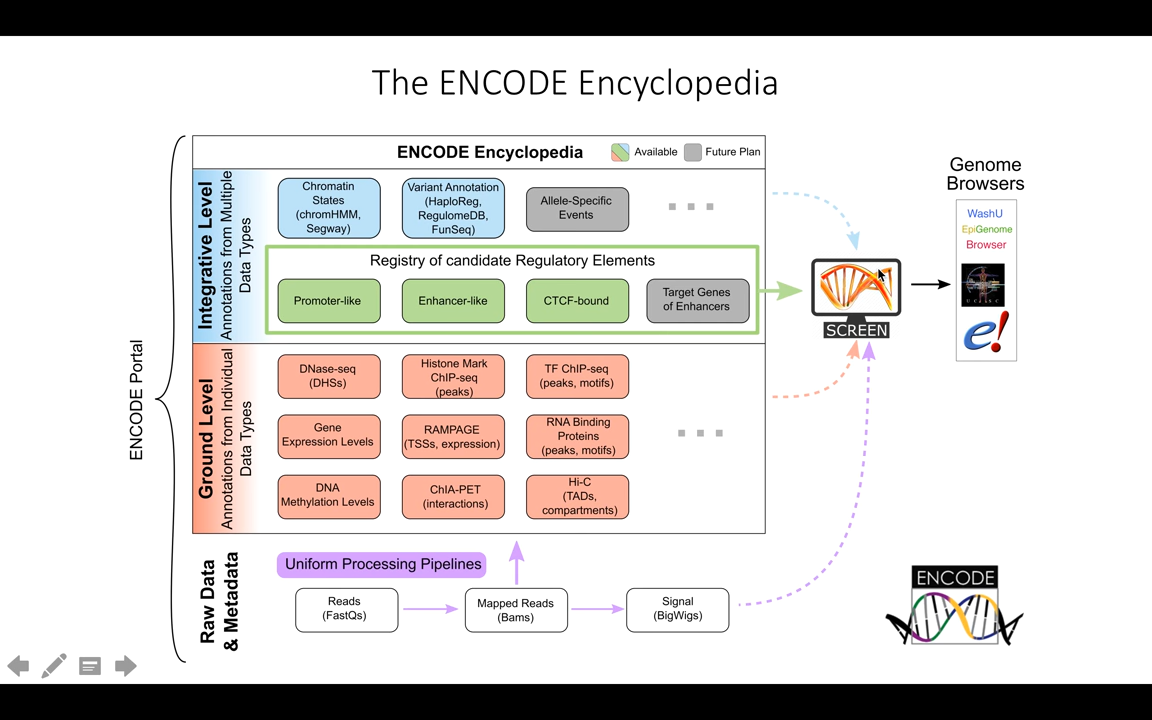 The ENCODE Encyclopedia
ENCODE Encyclopedia
Available
Future Plan
ENCODE Portal
Integrative Level
Annotations from Multiple
Data Types
Chromatin
States
(chromHMM,
Segway)
Variant Annotation
(HaploReg,
RegulomeDB,
FunSeq)
Allele-Specific
Events
Registry of candidate Regulatory Elements
Promoter-like
Enhancer-like
CTCF-bound
Target Genes
of Enhancers
Ground Level
Annotations from Individual
Data Types
DNase-seq
(DHSs)
Histone Mark
ChIP-seq
(peaks)
TF ChIP-seq
(peaks, motifs)
Gene
Expression Levels
RAMPAGE
(TSSs, expression)
RNA Binding
Proteins
(peaks, motifs)
DNA
Methylation Levels
ChIA-PET
(interactions)
Hi-C
(TADs,
compartments)
Raw Data
& Metadata
Uniform Processing Pipelines
Reads
(FastQs)
Mapped Reads
(Bams)
Signal
(BigWigs)
SCREEN
Genome
Browsers
WashU
EpiGenome
Browser
UCSC
e!
ENCODE